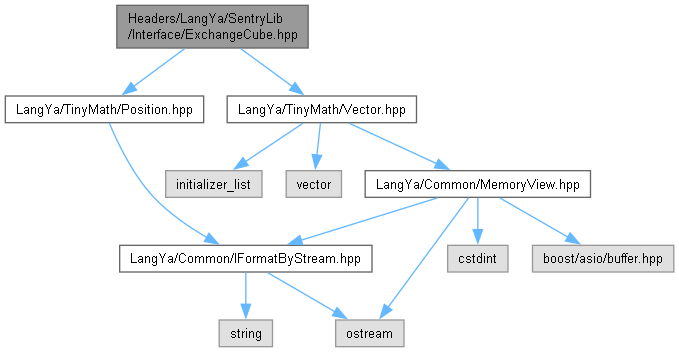 Headers/LangYa/SentryLib
/Interface/ExchangeCube.hpp
LangYa/TinyMath/Position.hpp
LangYa/TinyMath/Vector.hpp
initializer_list
vector
LangYa/Common/MemoryView.hpp
LangYa/Common/IFormatByStream.hpp
cstdint
boost/asio/buffer.hpp
string
ostream